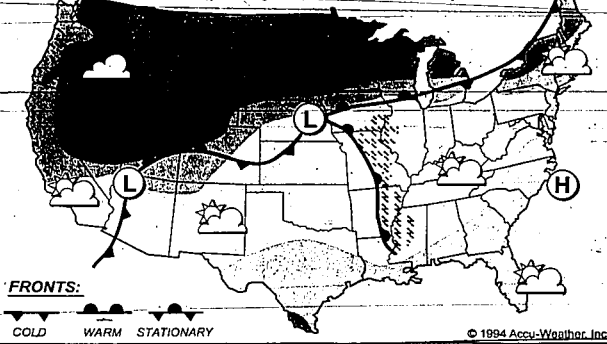 L
L
H
FRONTS:
COLD WARM STATIONARY
© 1994 Accu-Weather, Inc.